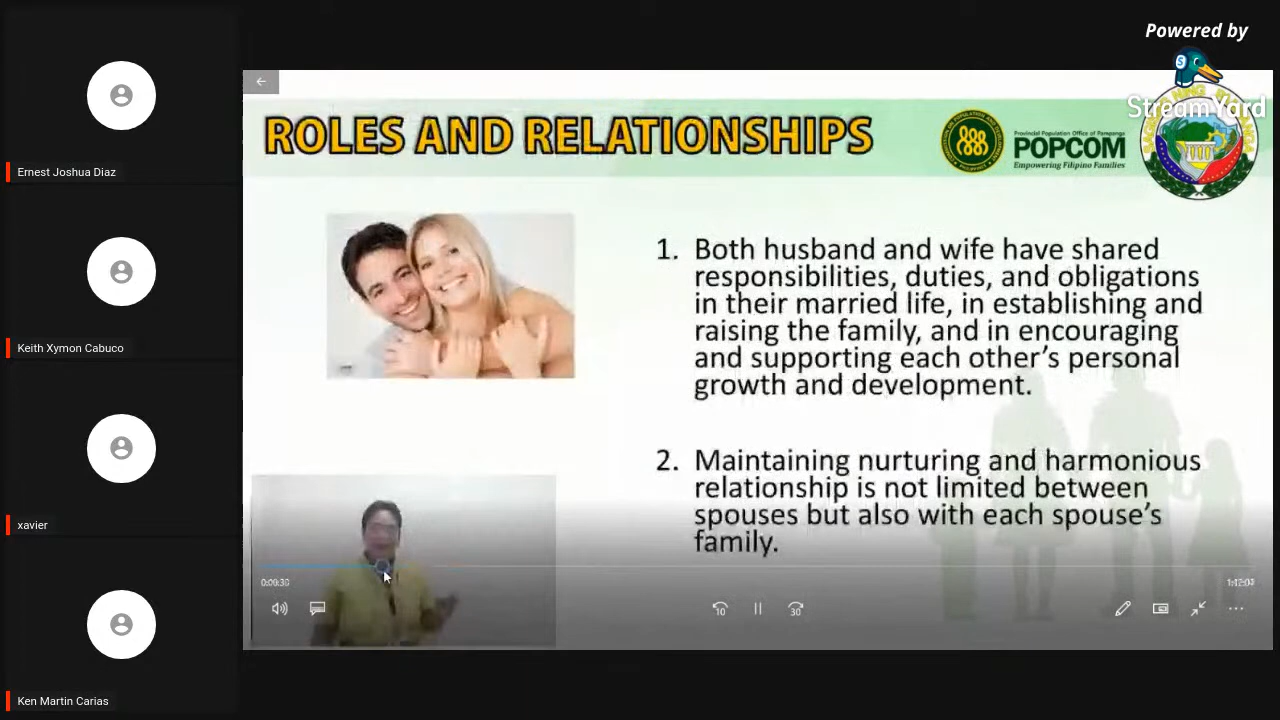 Powered by
StreamYard
Ernest Joshua Diaz
Keith Xymon Cabuco
xavier
Ken Martin Carias
ROLES AND RELATIONSHIPS
Provincial Population Office of Pampanga
POPCOM
Empowering Filipino Families
1. Both husband and wife have shared
responsibilities, duties, and obligations
in their married life, in establishing and
raising the family, and in encouraging
and supporting each other's personal
growth and development.
2. Maintaining nurturing and harmonious
relationship is not limited between
spouses but also with each spouse's
family.
0:09:30
10
30